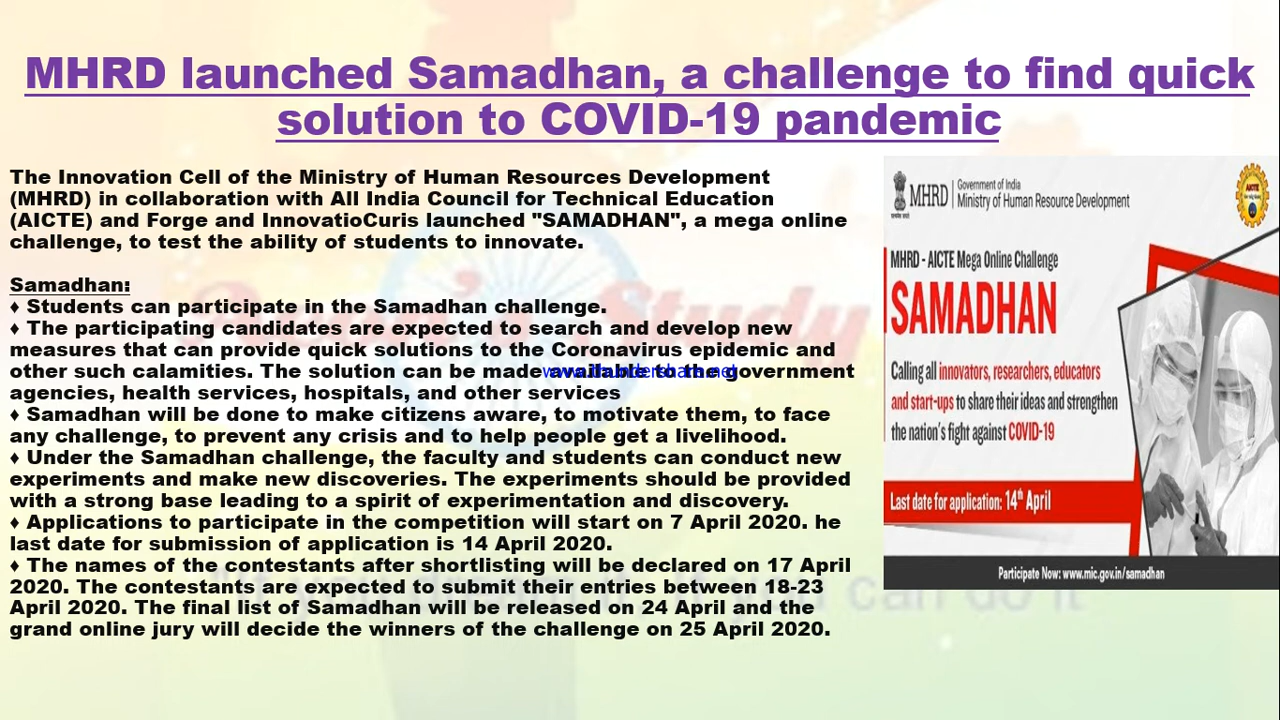 MHRD launched Samadhan, a challenge to find quick
solution to COVID-19 pandemic
The Innovation Cell of the Ministry of Human Resources Development
(MHRD) in collaboration with All India Council for Technical Education
(AICTE) and Forge and InnovatioCuris launched "SAMADHAN", a mega online
challenge, to test the ability of students to innovate.
Samadhan:
♦ Students can participate in the Samadhan challenge.
♦ The participating candidates are expected to search and develop new
measures that can provide quick solutions to the Coronavirus epidemic and
other such calamities. The solution can be made available to the government
agencies, health services, hospitals, and other services
♦ Samadhan will be done to make citizens aware, to motivate them, to face
any challenge, to prevent any crisis and to help people get a livelihood.
♦ Under the Samadhan challenge, the faculty and students can conduct new
experiments and make new discoveries. The experiments should be provided
with a strong base leading to a spirit of experimentation and discovery.
♦ Applications to participate in the competition will start on 7 April 2020. he
last date for submission of application is 14 April 2020.
♦ The names of the contestants after shortlisting will be declared on 17 April
2020. The contestants are expected to submit their entries between 18-23
April 2020. The final list of Samadhan will be released on 24 April and the
grand online jury will decide the winners of the challenge on 25 April 2020.
www.thundershare.net
MHRD
Government of India
Ministry of Human Resource Development
AICTE
MHRD - AICTE Mega Online Challenge
SAMADHAN
Calling all innovators, researchers, educators
and start-ups to share their ideas and strengthen
the nation's fight against COVID-19
Last date for application: 14th April
Participate Now: www.mic.gov.in/samadhan
Study
can do it